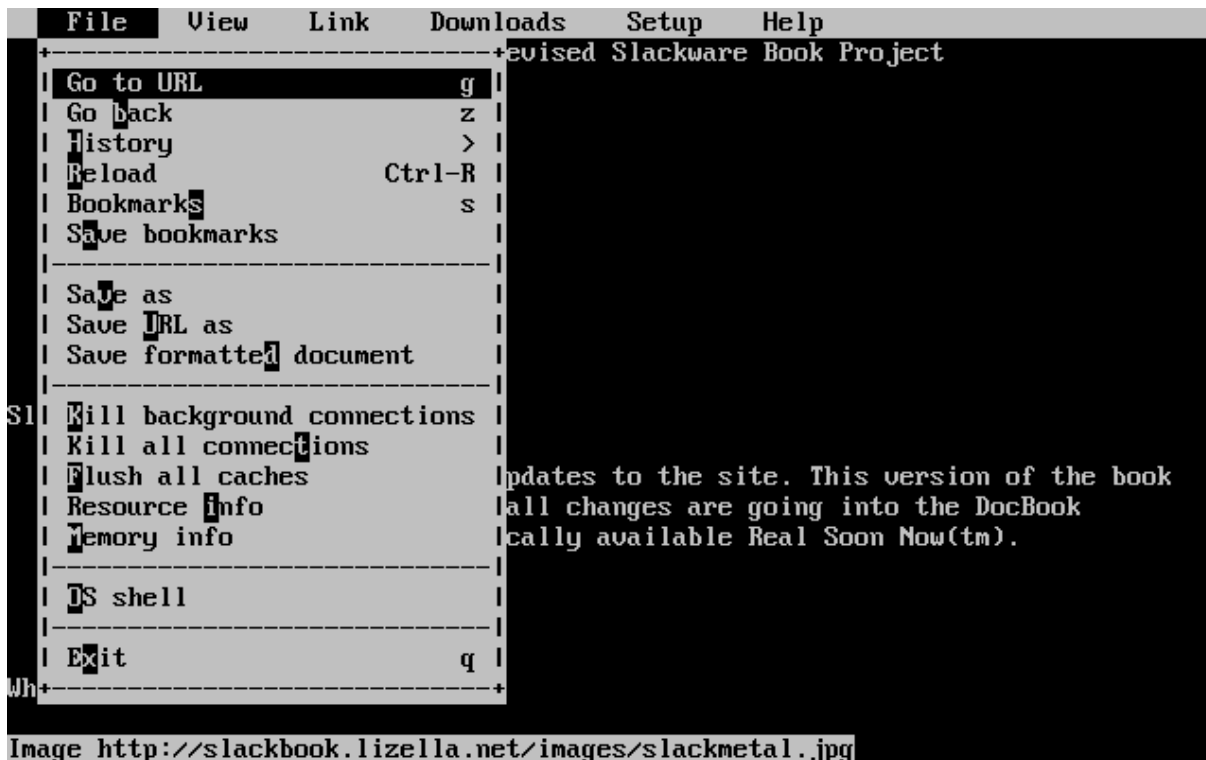 File View Link Downloads Setup Help
evised Slackware Book Project
Go to URL g
Go back z
History >
Reload Ctrl-R
Bookmarks s
Save bookmarks
Save as
Save URL as
Save formatted document
Sl Kill background connections
Kill all connections
Flush all caches pdates to the site. This version of the book
Resource info all changes are going into the DocBook
Memory info cally available Real Soon Now(tm).
OS shell
Exit q
Wh
Image http://slackbook.lizella.net/images/slackmetal.jpg